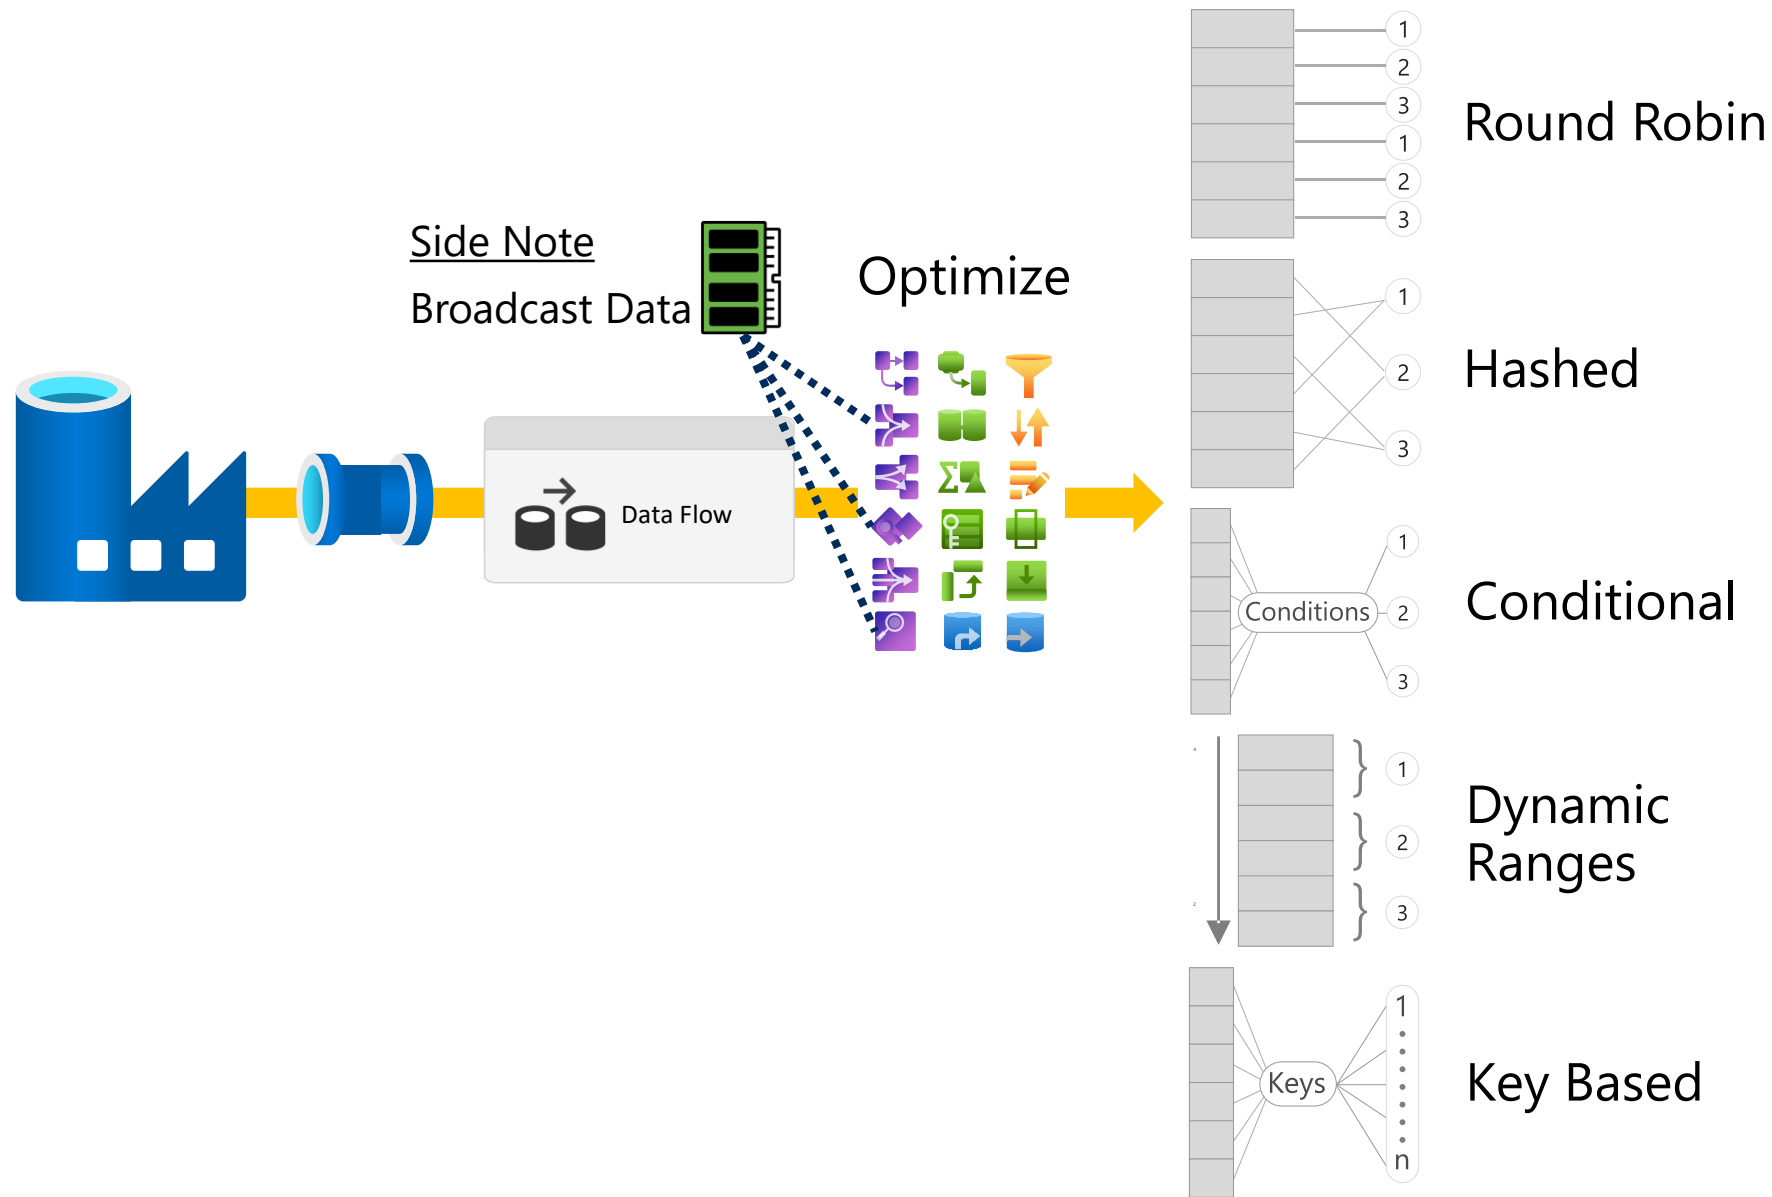 Side Note
Broadcast Data
Optimize
Data Flow
1
2
3
1
2
3
Round Robin
1
2
3
Hashed
1
Conditions
2
3
Conditional
1
2
3
Dynamic
Ranges
Keys
1
n
Key Based